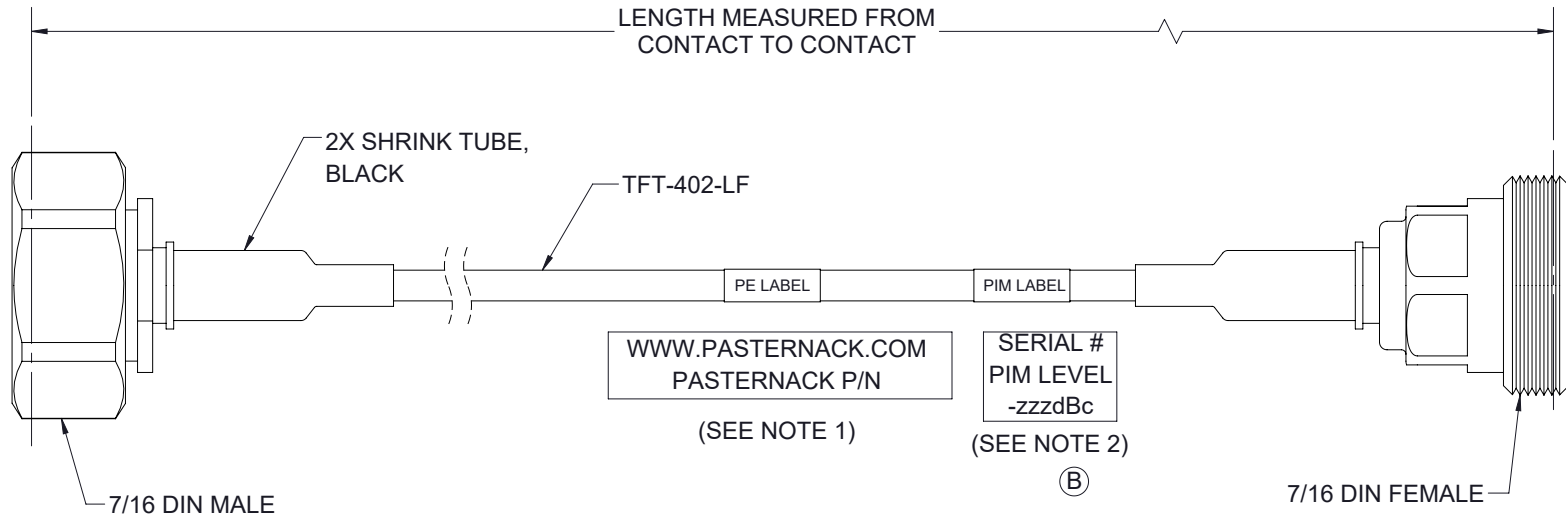 LENGTH MEASURED FROM
CONTACT TO CONTACT
2X SHRINK TUBE,
BLACK
TFT-402-LF
PE LABEL
PIM LABEL
WWW.PASTERNACK.COM
PASTERNACK P/N
(SEE NOTE 1)
SERIAL #
PIM LEVEL
-zzzdBc
(SEE NOTE 2)
B
7/16 DIN MALE
7/16 DIN FEMALE